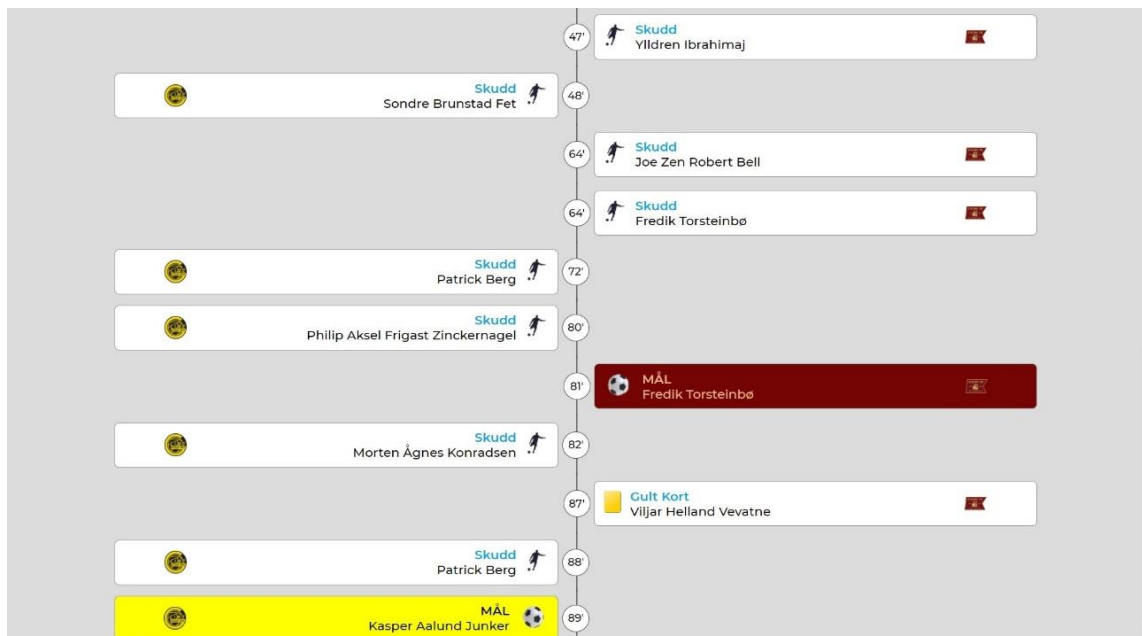 47'
Skudd
Ylldren Ibrahimaj
Skudd
Sondre Brunstad Fet
48'
64'
Skudd
Joe Zen Robert Bell
64'
Skudd
Fredik Torsteinbø
Skudd
Patrick Berg
72'
Skudd
Philip Aksel Frigast Zinckernagel
80'
81'
MÅL
Fredik Torsteinbø
Skudd
Morten Ågnes Konradsen
82'
87'
Gult Kort
Viljar Helland Vevatne
Skudd
Patrick Berg
88'
MÅL
Kasper Aalund Junker
89'